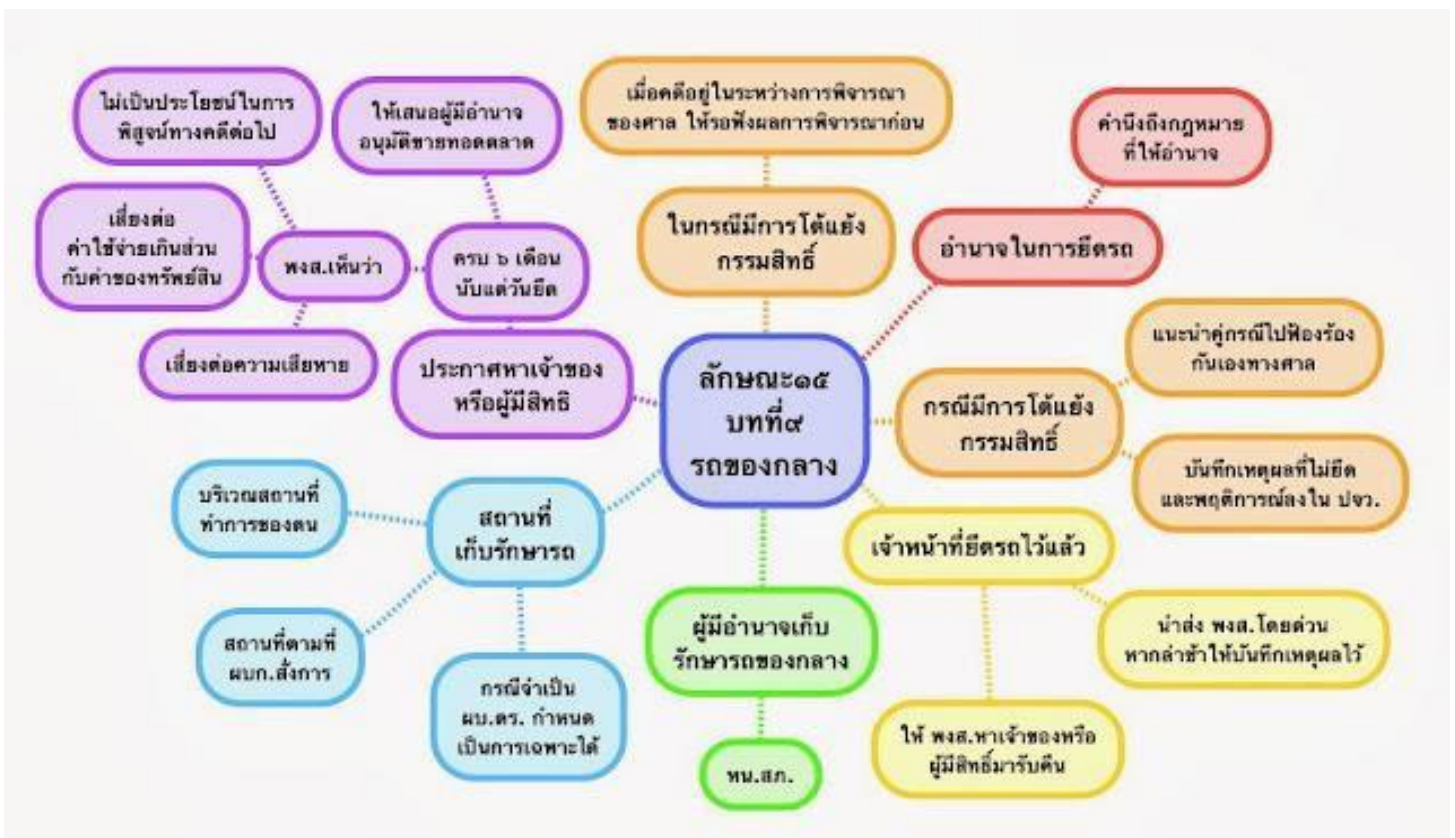 ไม่เป็นประโยชน์ในการ
พิสูจน์ทางคดีต่อไป
ให้เสนอผู้มีอำนาจ
อนุมัติขายทอดตลาด
เสี่ยงต่อ
ค่าใช้จ่ายเกินส่วน
กับค่าของทรัพย์สิน
พงส.เห็นว่า
ครบ ๖ เดือน
นับแต่วันยึด
เสี่ยงต่อความเสียหาย
ประกาศหาเจ้าของ
หรือผู้มีสิทธิ
เมื่อคดีอยู่ในระหว่างการพิจารณา
ของศาล ให้รอฟังผลการพิจารณาก่อน
ในกรณีมีการโต้แย้ง
กรรมสิทธิ์
คำนึงถึงกฎหมาย
ที่ให้อำนาจ
อำนาจในการยึดรถ
ลักษณะ๑๕
บทที่๙
รถของกลาง
แนะนำคู่กรณีไปฟ้องร้อง
กันเองทางศาล
กรณีมีการโต้แย้ง
กรรมสิทธิ์
บันทึกเหตุผลที่ไม่ยึด
และพฤติการณ์ลงใน ปจว.
บริเวณสถานที่
ทำการของตน
สถานที่
เก็บรักษารถ
สถานที่ตามที่
ผบก.สั่งการ
กรณีจำเป็น
ผบ.ตร. กำหนด
เป็นการเฉพาะได้
ผู้มีอำนาจเก็บ
รักษารถของกลาง
หน.สภ.
เจ้าหน้าที่ยึดรถไว้แล้ว
นำส่ง พงส.โดยด่วน
หากล่าช้าให้บันทึกเหตุผลไว้
ให้ พงส.หาเจ้าของหรือ
ผู้มีสิทธิ์มารับคืน